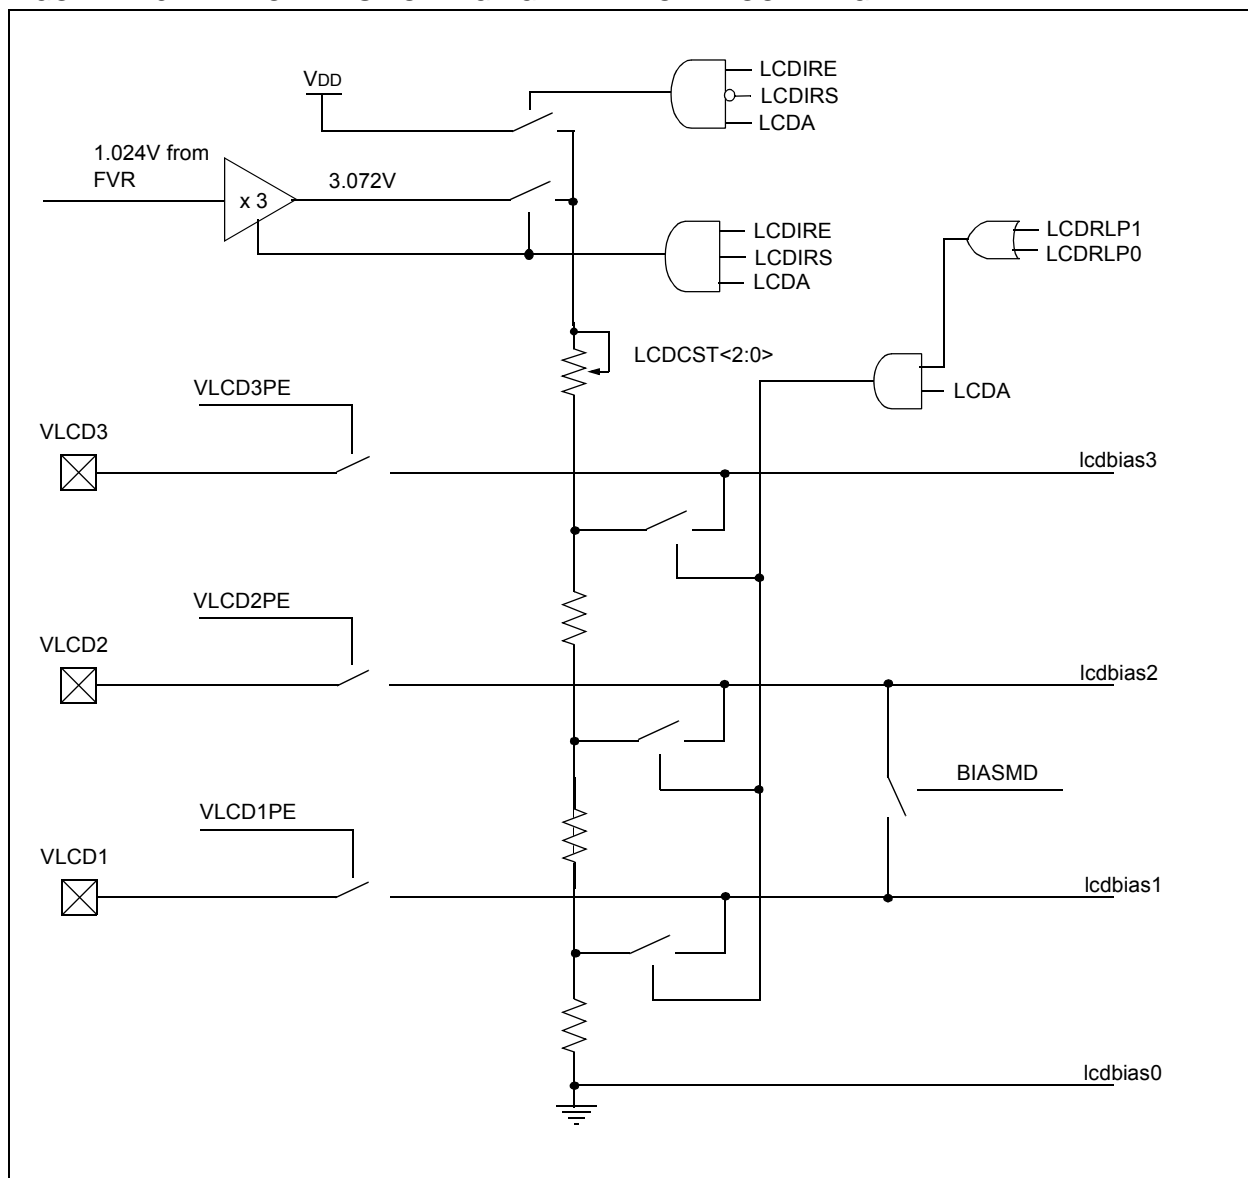 VDD
LCDIRE
LCDIRS
LCDA
1.024V from
FVR
x 3
3.072V
LCDIRE
LCDIRS
LCDA
LCDRLP1
LCDRLP0
LCDCST<2:0>
LCDA
VLCD3PE
VLCD3
lcdbias3
VLCD2PE
VLCD2
lcdbias2
BIASMD
VLCD1PE
VLCD1
lcdbias1
lcdbias0